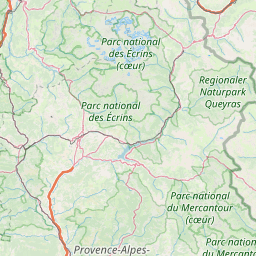 Parc national
des Écrins
(cœur)
Regionaler
Naturpark
Queyras
Parc national
des Écrins
Parc national
du Mercantour
(cœur)
Parc national
du Mercantour
Provence-Alpes-